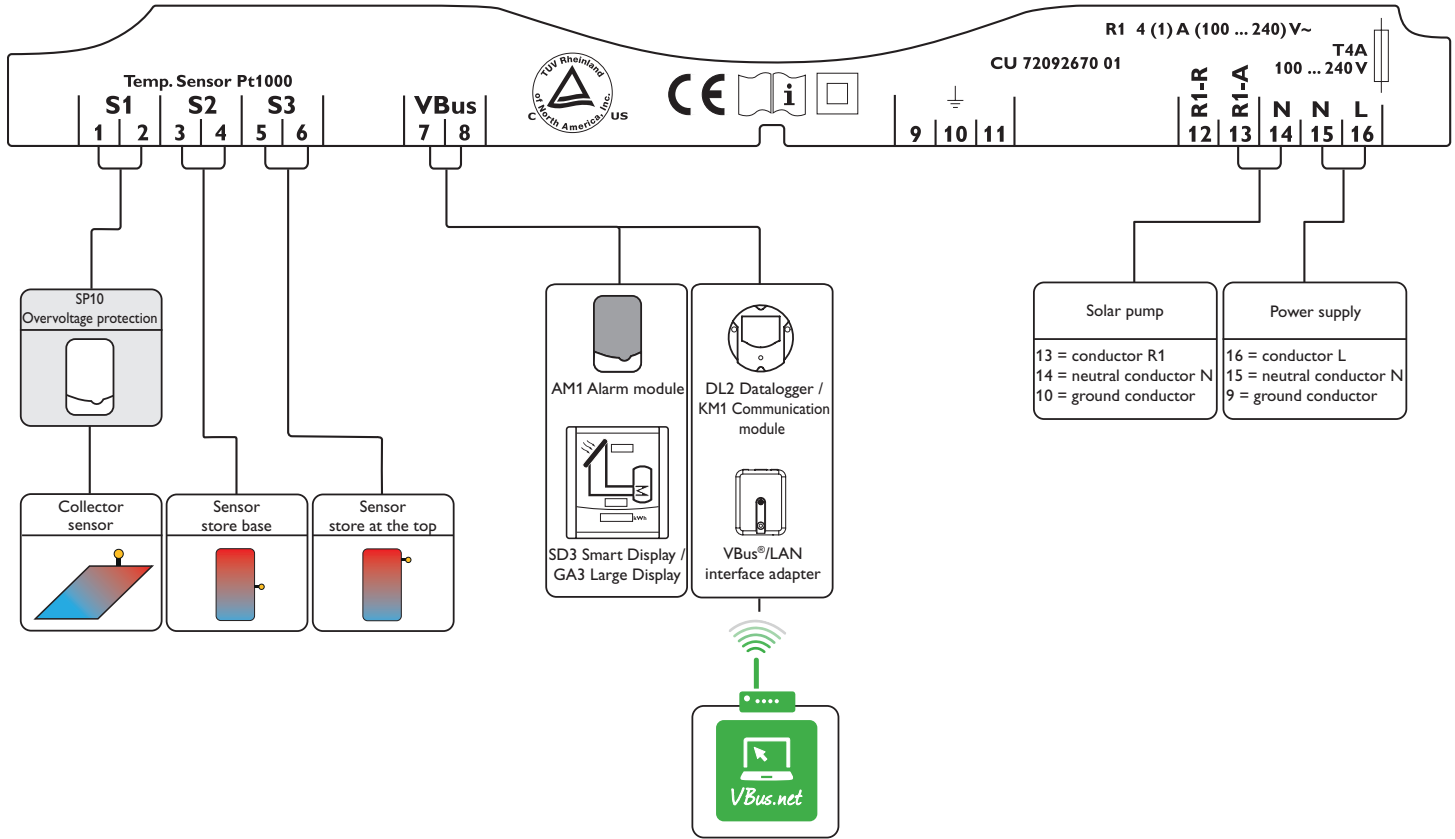 R1 4 (1) A (100 ... 240) V~
T4A
100 ... 240 V
CU 72092670 01
Temp. Sensor Pt1000
S1 S2 S3
1 2 3 4 5 6
VBus
7 8
TUV Rheinland
of North America, Inc.
C US
CE
i
9 10 11
R1-R R1-A N N L
12 13 14 15 16
SP10
Overvoltage protection
Collector
sensor
Sensor
store base
Sensor
store at the top
AM1 Alarm module
kWh
SD3 Smart Display /
GA3 Large Display
DL2 Datalogger /
KM1 Communication
module
VBus®/LAN
interface adapter
VBus.net
Solar pump
13 = conductor R1
14 = neutral conductor N
10 = ground conductor
Power supply
16 = conductor L
15 = neutral conductor N
9 = ground conductor